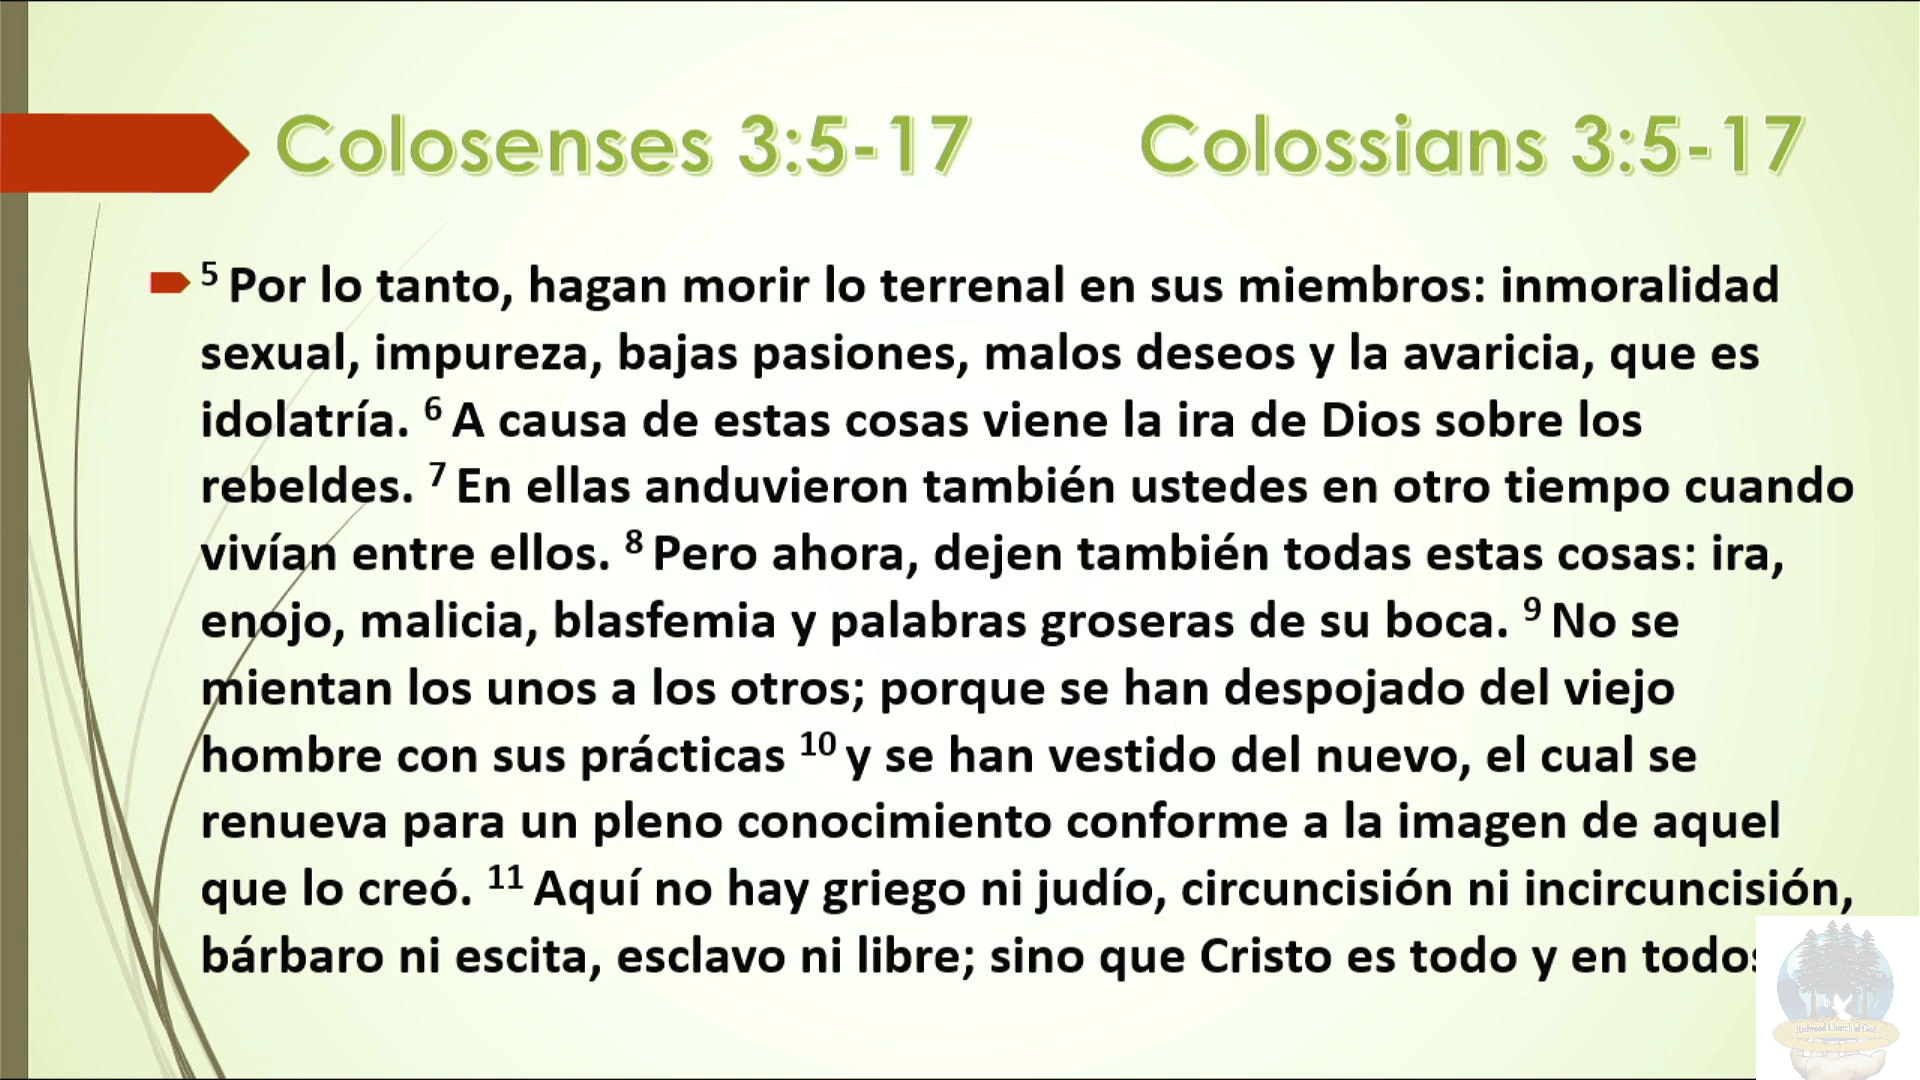 Colosenses 3:5-17 Colossians 3:5-17
5 Por lo tanto, hagan morir lo terrenal en sus miembros: inmoralidad
sexual, impureza, bajas pasiones, malos deseos y la avaricia, que es
idolatría. 6 A causa de estas cosas viene la ira de Dios sobre los
rebeldes. 7 En ellas anduvieron también ustedes en otro tiempo cuando
vivían entre ellos. 8 Pero ahora, dejen también todas estas cosas: ira,
enojo, malicia, blasfemia y palabras groseras de su boca. 9 No se
mientan los unos a los otros; porque se han despojado del viejo
hombre con sus prácticas 10 y se han vestido del nuevo, el cual se
renueva para un pleno conocimiento conforme a la imagen de aquel
que lo creó. 11 Aquí no hay griego ni judío, circuncisión ni incircuncisión,
bárbaro ni escita, esclavo ni libre; sino que Cristo es todo y en todos
Redwood Church of God